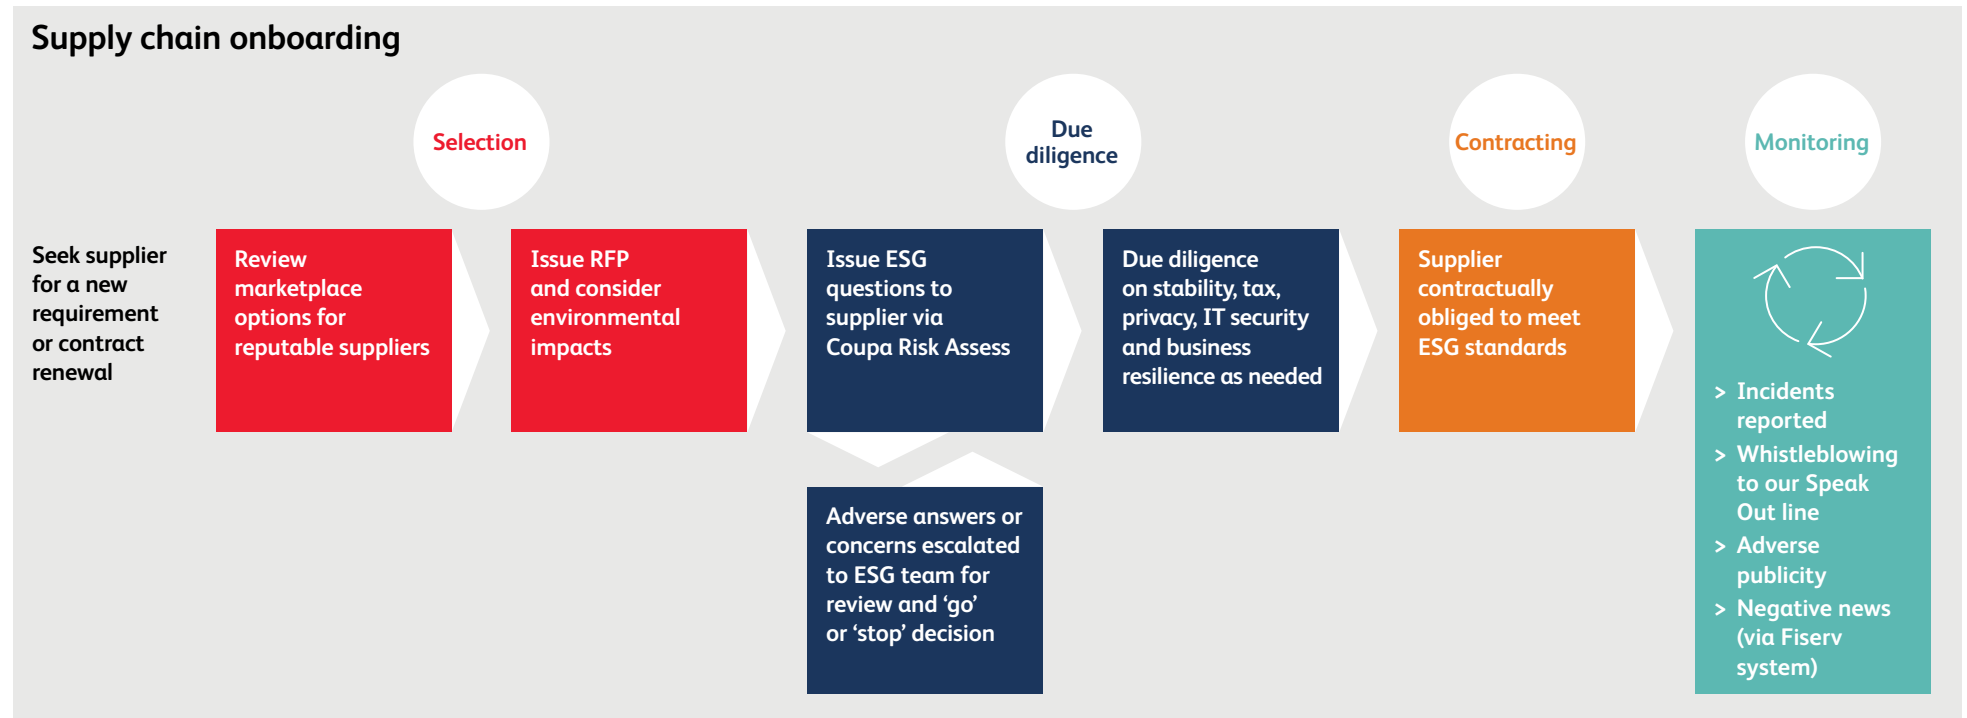 Supply chain onboarding
Selection
Due
diligence
Contracting
Monitoring
Seek supplier
for a new
requirement
or contract
renewal
Review
marketplace
options for
reputable suppliers
Issue RFP
and consider
environmental
impacts
Issue ESG
questions to
supplier via
Coupa Risk Assess
Adverse answers or
concerns escalated
to ESG team for
review and ‘go’
or ‘stop’ decision
Due diligence
on stability, tax,
privacy, IT security
and business
resilience as needed
Supplier
contractually
obliged to meet
ESG standards
> Incidents
reported
> Whistleblowing
to our Speak
Out line
> Adverse
publicity
> Negative news
(via Fiserv
system)